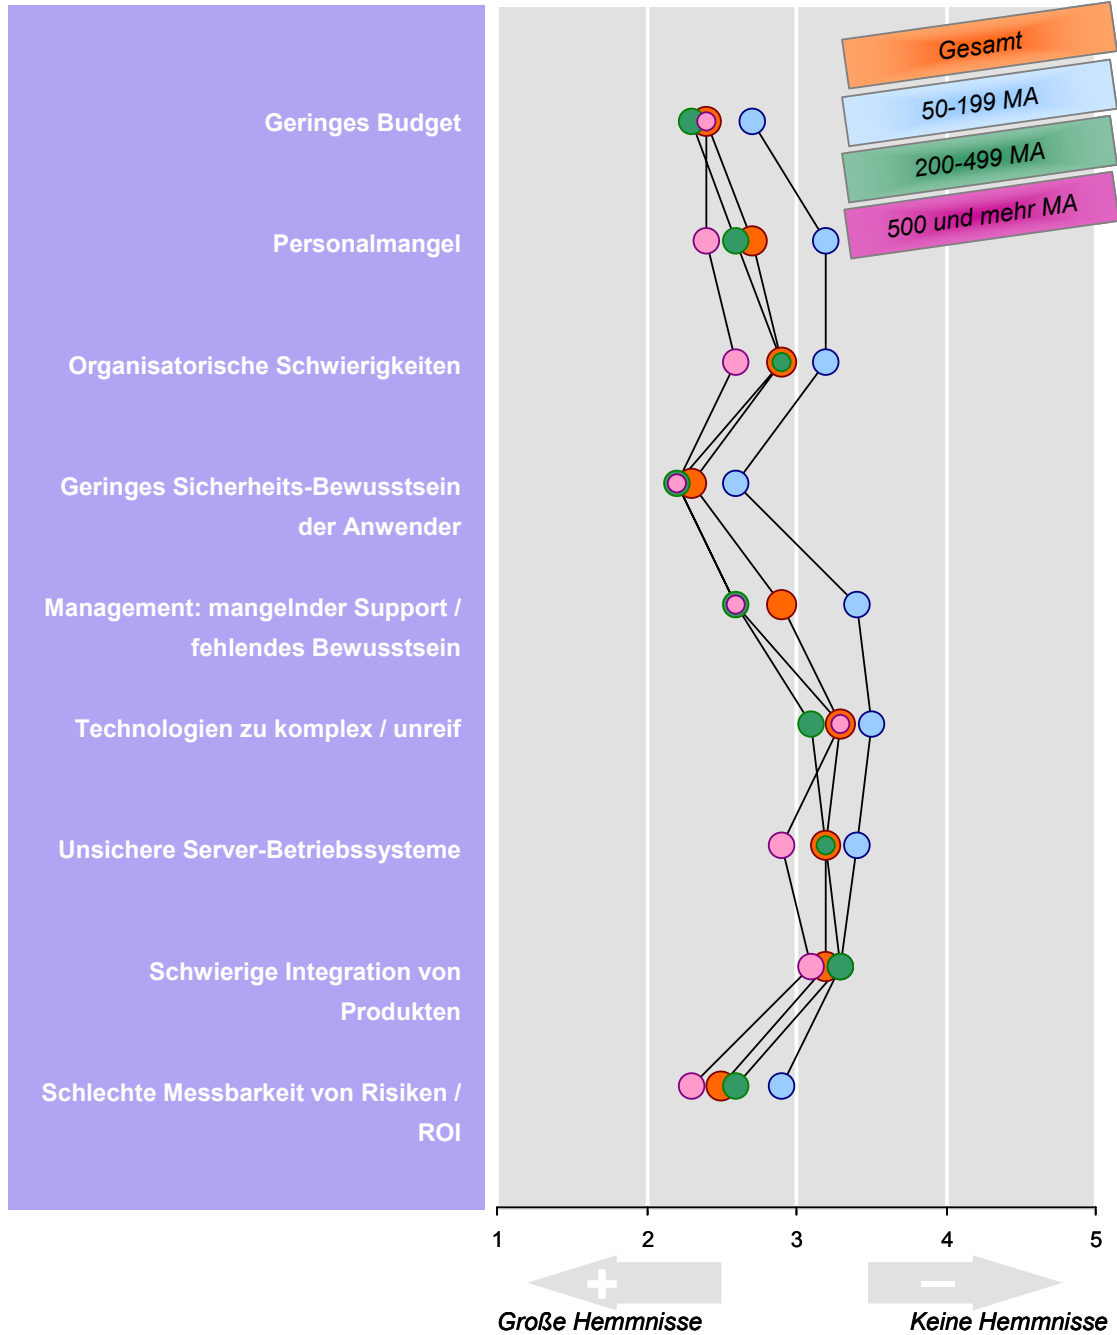 Gesamt
50-199 MA
200-499 MA
500 und mehr MA
Geringes Budget
Personalmangel
Organisatorische Schwierigkeiten
Geringes Sicherheits-Bewusstsein
der Anwender
Management: mangelnder Support /
fehlendes Bewusstsein
Technologien zu komplex / unreif
Unsichere Server-Betriebssysteme
Schwierige Integration von
Produkten
Schlechte Messbarkeit von Risiken /
ROI
1 2 3 4 5
+ –
Große Hemmnisse Keine Hemmnisse